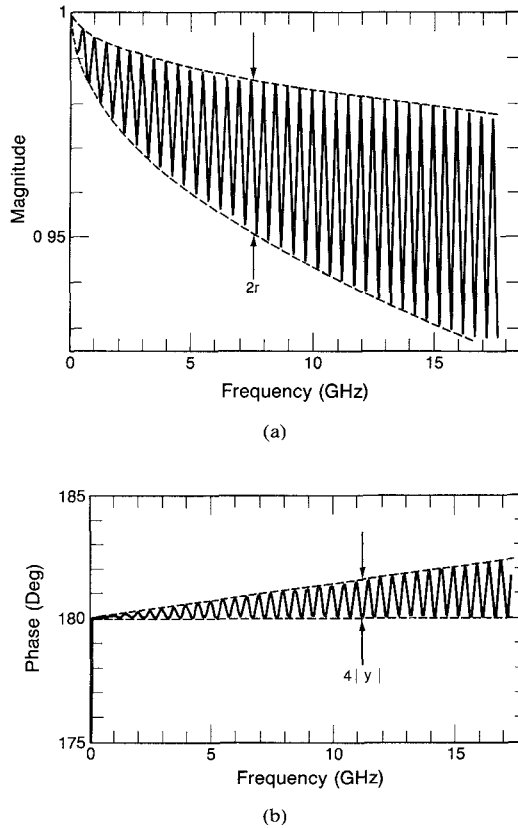 1
Magnitude
0 95
2r
0
5
10
15
Frequency (GHz)
(a)
185
Phase (Deg)
180
4 | y |
175
0
5
10
15
Frequency (GHz)
(b)